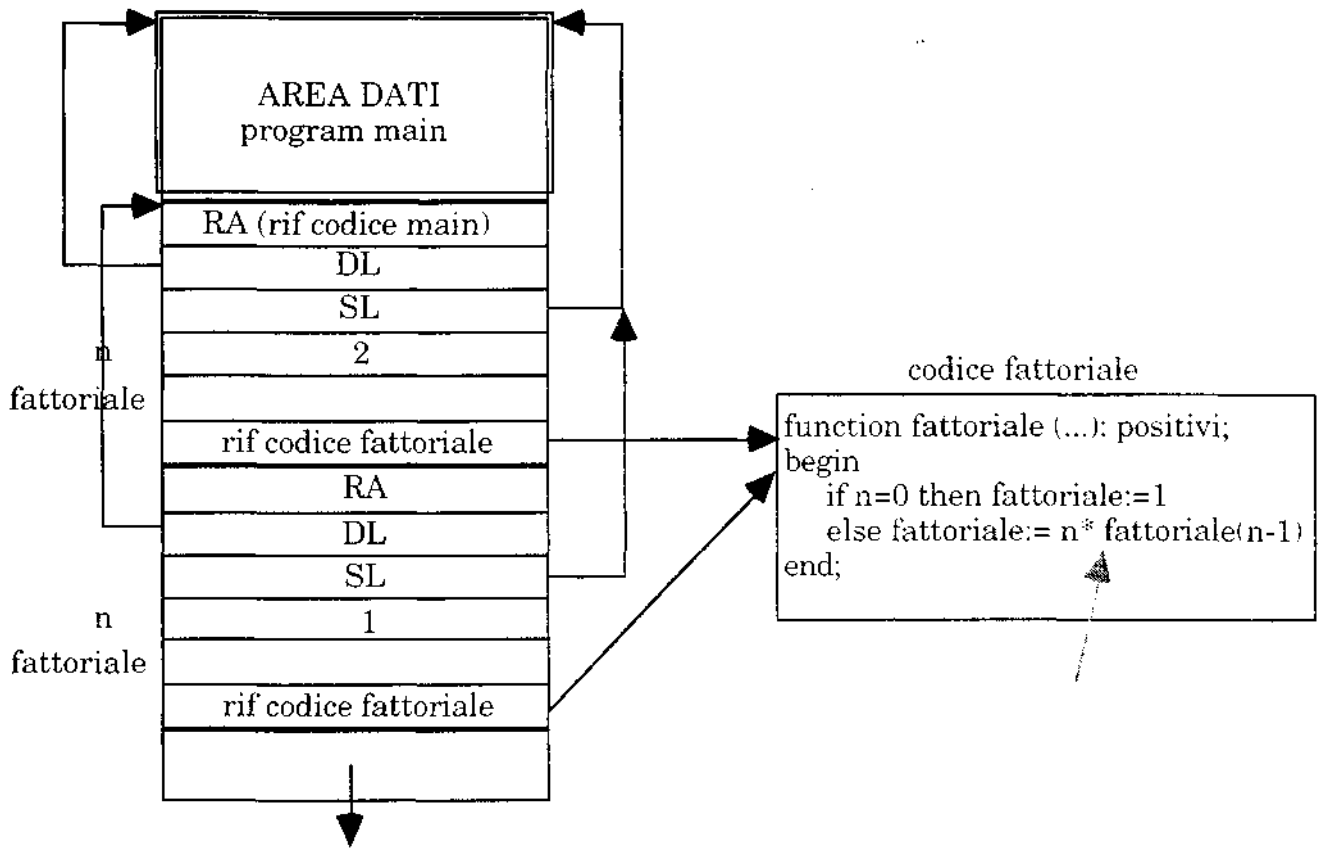 AREA DATI
program main
RA (rif codice main)
DL
SL
n
2
fattoriale
rif codice fattoriale
RA
DL
SL
n
1
fattoriale
rif codice fattoriale
codice fattoriale
function fattoriale (...): positivi;
begin
if n=0 then fattoriale:=1
else fattoriale:= n* fattoriale(n-1)
end;